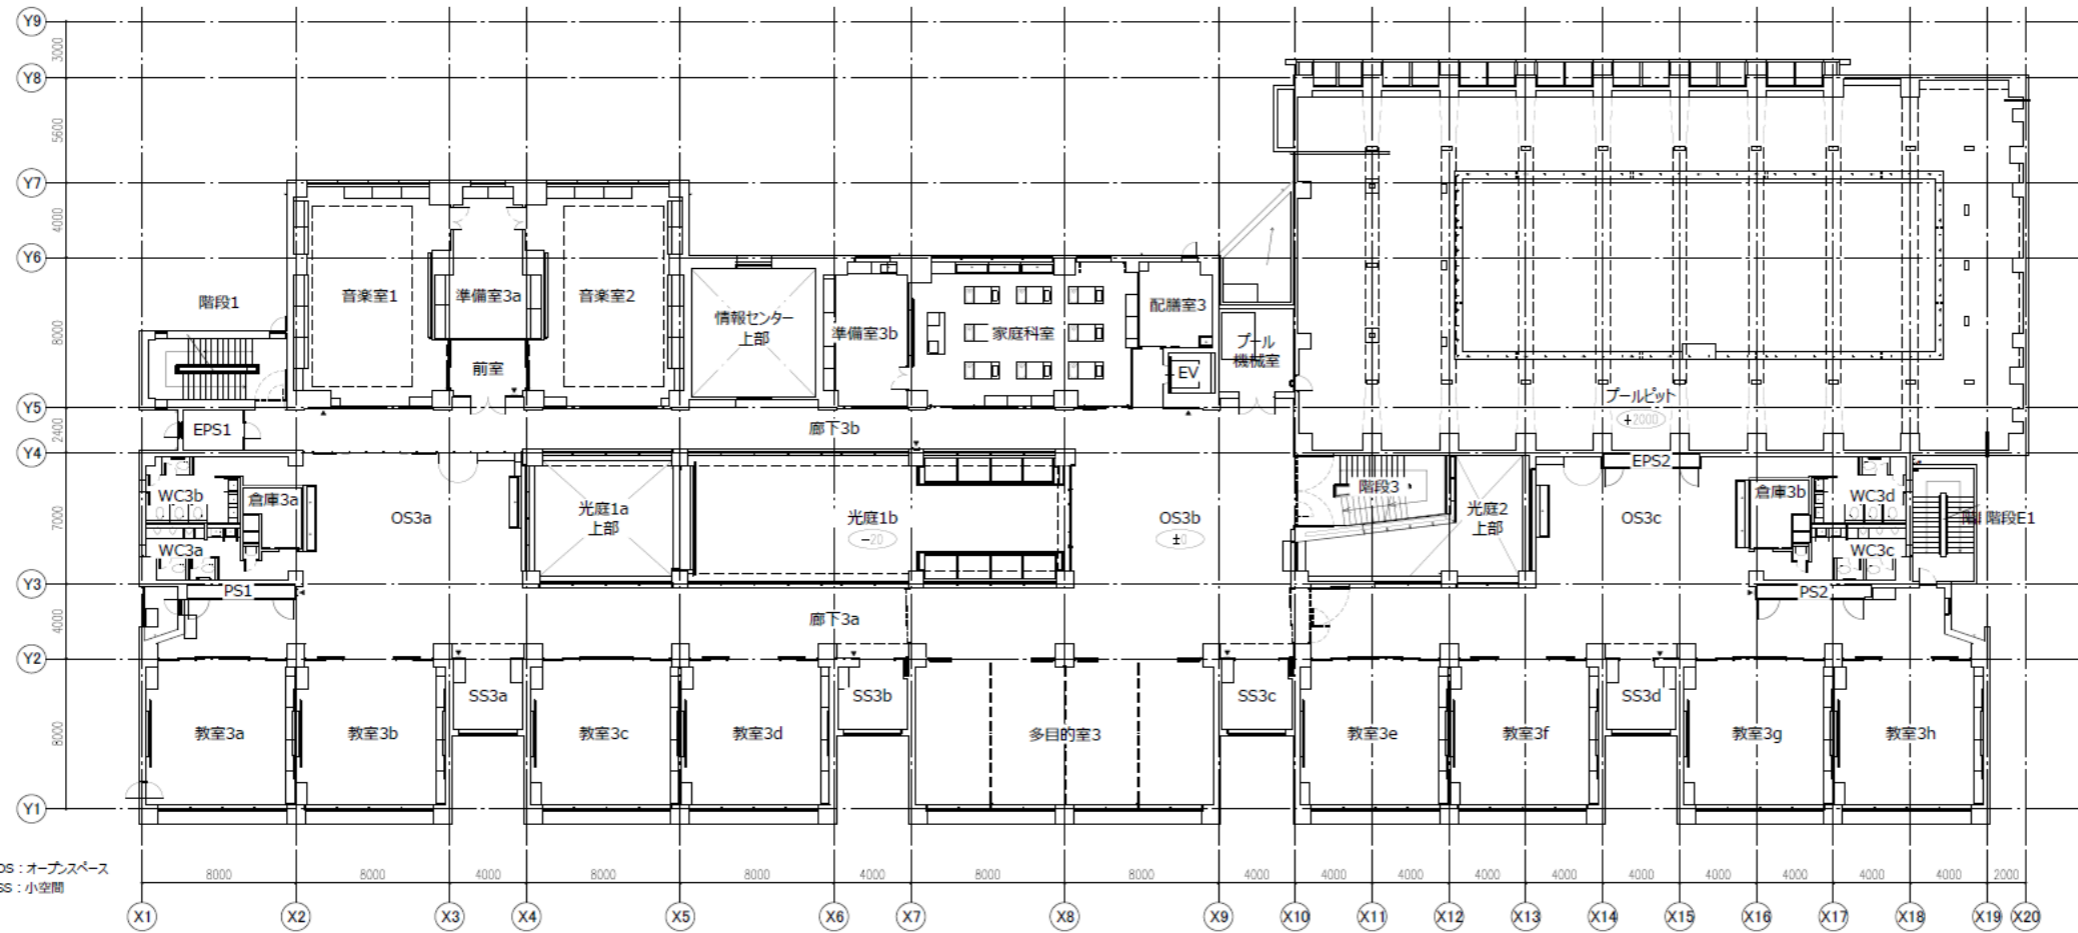 Y9
3000
Y8
5600
Y7
4000
Y6
階段1
音楽室1
準備室3a
音楽室2
情報センター
上部
準備室3b
家庭科室
配膳室3
プール
機械室
8000
前室
EV
プールピット
+2000
Y5
2400
EPS1
廊下3b
Y4
EPS2
WC3b
倉庫3a
階段3
倉庫3b
WC3d
7000
OS3a
光庭1a
上部
光庭1b
-20
OS3b
±0
光庭2
上部
OS3c
階段E1
WC3a
WC3c
Y3
PS1
PS2
4000
廊下3a
Y2
SS3a
SS3b
SS3c
SS3d
8000
教室3a
教室3b
教室3c
教室3d
多目的室3
教室3e
教室3f
教室3g
教室3h
Y1
OS：オープンスペース
SS：小空間
8000 8000 4000 8000 8000 4000 8000 8000 4000 4000 4000 4000 4000 4000 4000 4000 4000 4000 2000
X1 X2 X3 X4 X5 X6 X7 X8 X9 X10 X11 X12 X13 X14 X15 X16 X17 X18 X19 X20